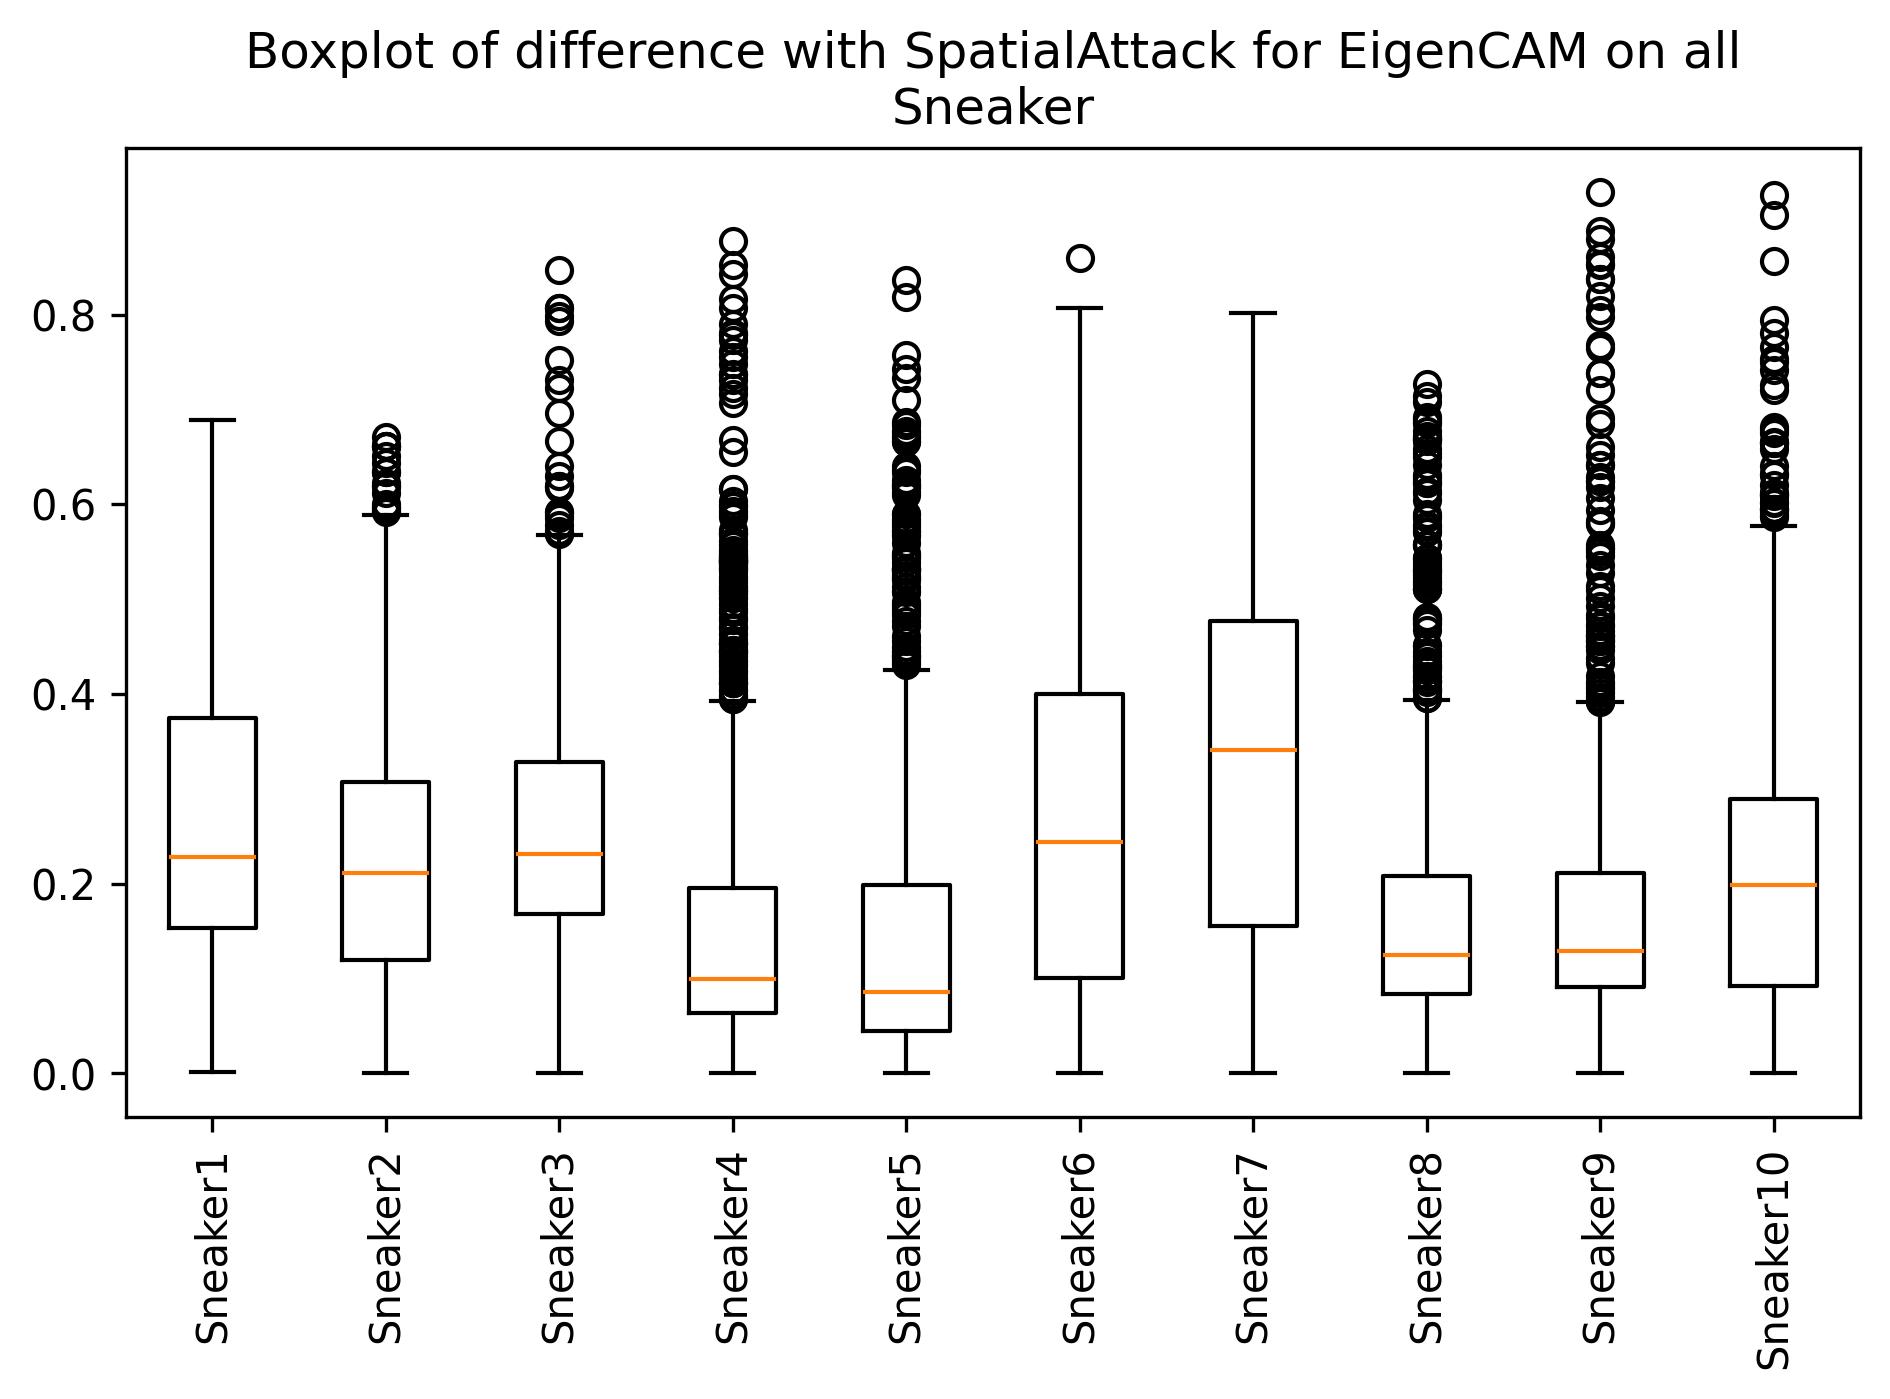 Boxplot of difference with SpatialAttack for EigenCAM on all
Sneaker
0.8
0.6
0.4
0.2
0.0
Sneaker1
Sneaker2
Sneaker3
Sneaker4
Sneaker5
Sneaker6
Sneaker7
Sneaker8
Sneaker9
Sneaker10